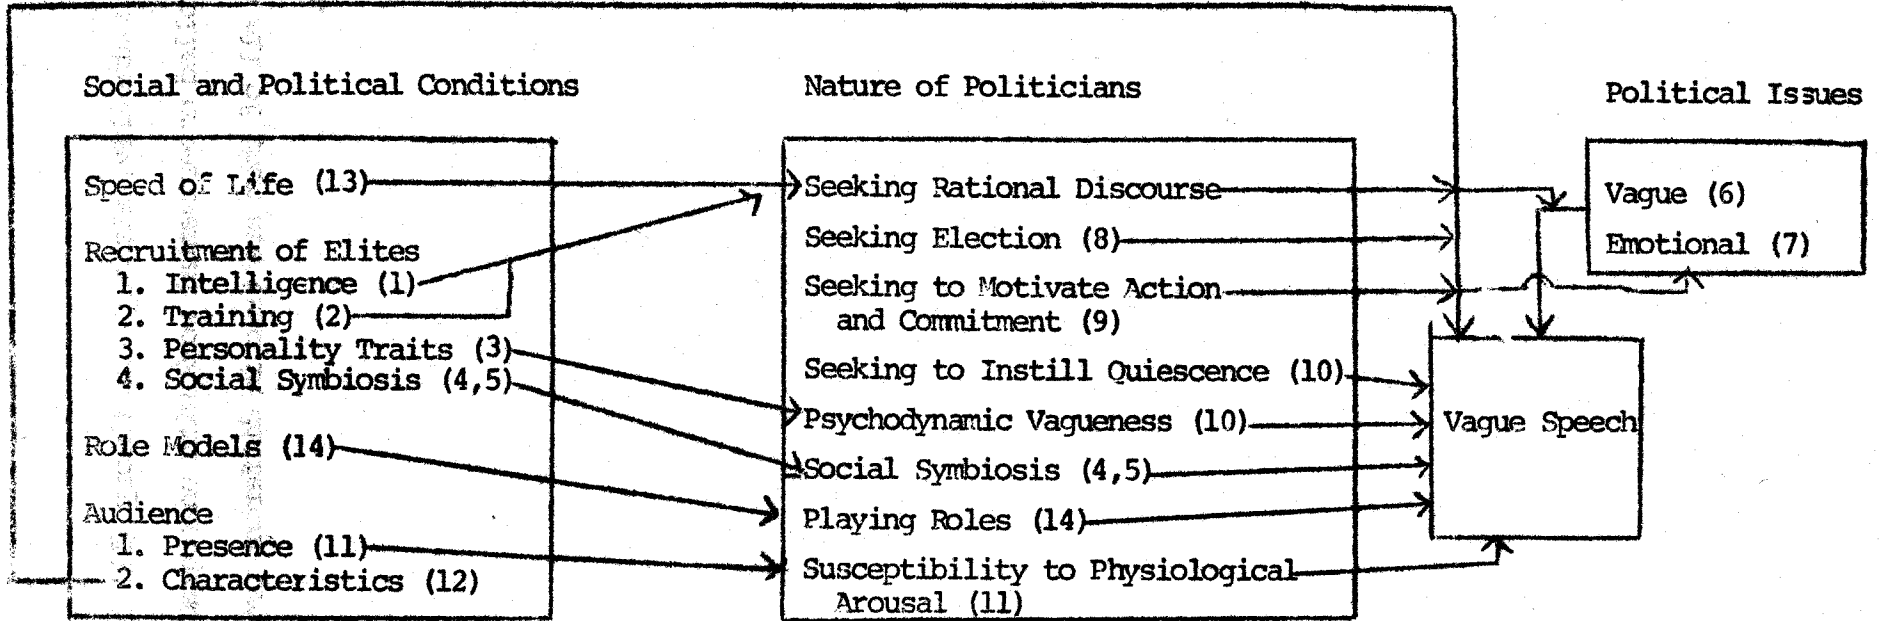 Social and Political Conditions
Speed of Life (13)
Recruitment of Elites
1. Intelligence (1)
2. Training (2)
3. Personality Traits (3)
4. Social Symbiosis (4,5)
Role Models (14)
Audience
1. Presence (11)
2. Characteristics (12)
Nature of Politicians
Seeking Rational Discourse
Seeking Election (8)
Seeking to Motivate Action
and Commitment (9)
Seeking to Instill Quiescence (10)
Psychodynamic Vagueness (10)
Social Symbiosis (4,5)
Playing Roles (14)
Susceptibility to Physiological
Arousal (11)
Political Issues
Vague (6)
Emotional (7)
Vague Speech